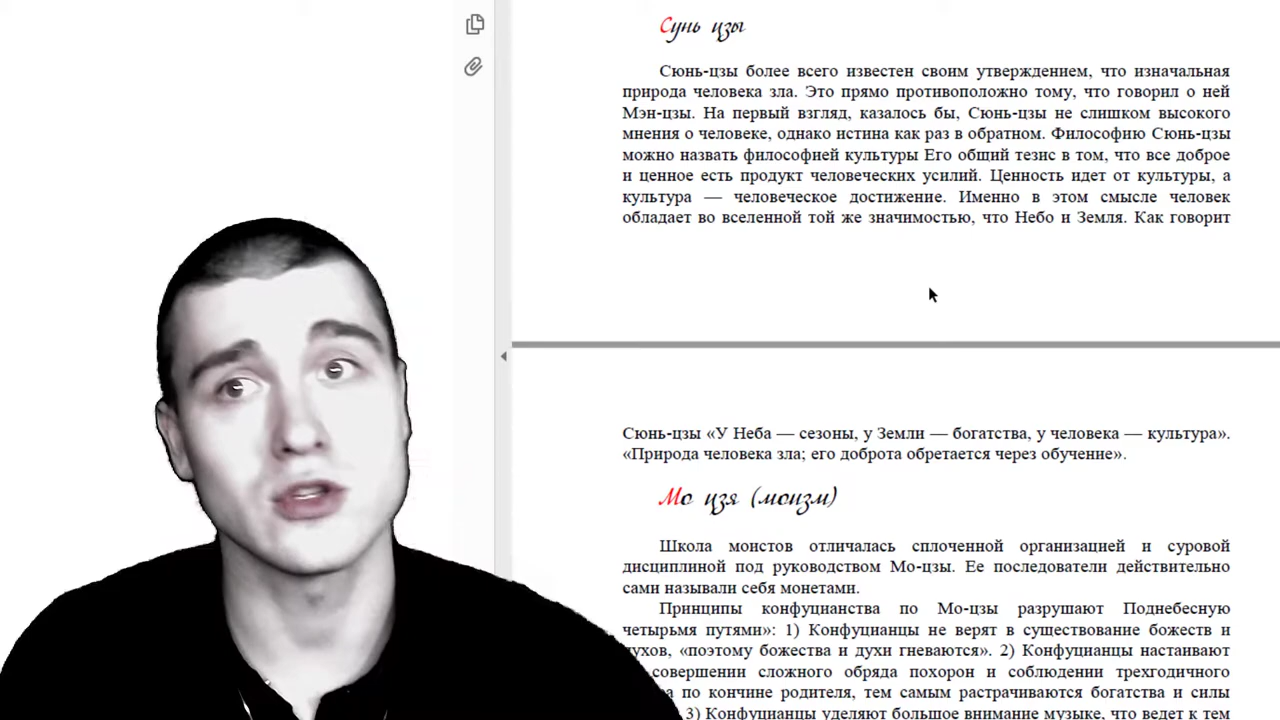 Сунь цзы
Сюнь-цзы более всего известен своим утверждением, что изначальная
природа человека зла. Это прямо противоположно тому, что говорил о ней
Мэн-цзы. На первый взгляд, казалось бы, Сюнь-цзы не слишком высокого
мнения о человеке, однако истина как раз в обратном. Философию Сюнь-цзы
можно назвать философией культуры Его общий тезис в том, что все доброе
и ценное есть продукт человеческих усилий. Ценность идет от культуры, а
культура — человеческое достижение. Именно в этом смысле человек
обладает во вселенной той же значимостью, что Небо и Земля. Как говорит
Сюнь-цзы «У Неба — сезоны, у Земли — богатства, у человека — культура».
«Природа человека зла; его доброта обретается через обучение».
Мо цзя (моизм)
Школа моистов отличалась сплоченной организацией и суровой
дисциплиной под руководством Мо-цзы. Ее последователи действительно
сами называли себя монетами.
Принципы конфуцианства по Мо-цзы разрушают Поднебесную
четырьмя путями»: 1) Конфуцианцы не верят в существование божеств и
духов, «поэтому божества и духи гневаются». 2) Конфуцианцы настаивают
совершении сложного обряда похорон и соблюдении трехгодичного
по кончине родителя, тем самым растрачиваются богатства и силы
3) Конфуцианцы уделяют большое внимание музыке, что ведет к тем